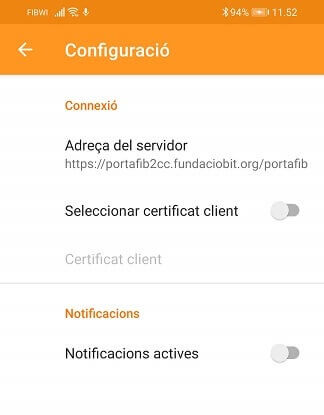 FIBWI 94% 11.52
Configuració
Connexió
Adreça del servidor
https://portafib2cc.fundaciobit.org/portafib
Seleccionar certificat client
Certificat client
Notificacions
Notificacions actives